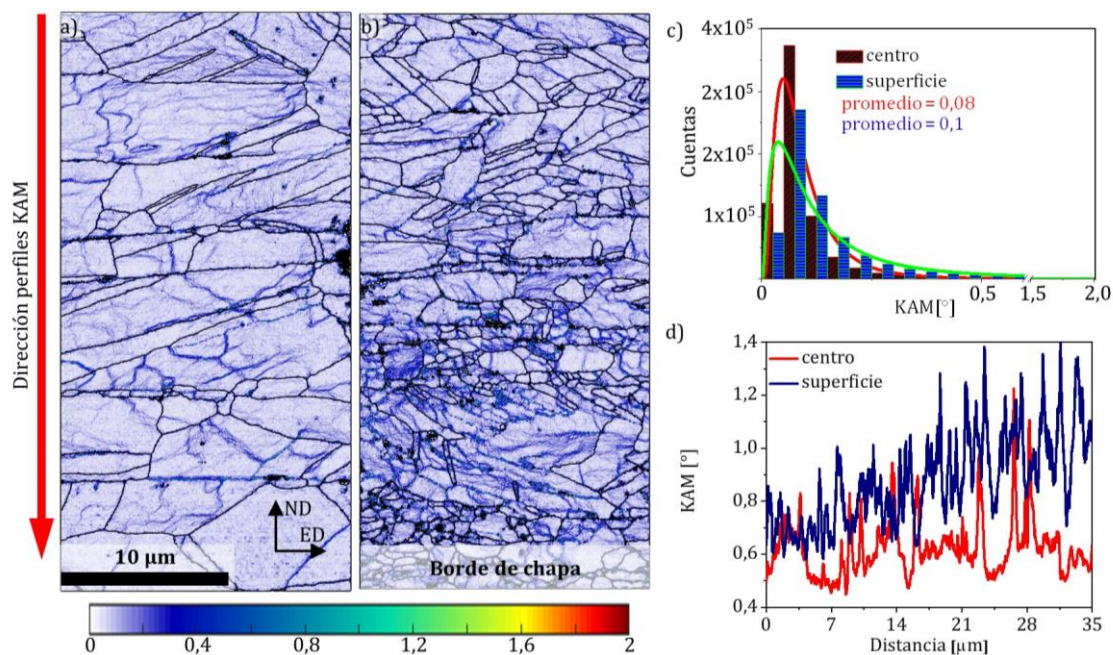 Dirección perfiles KAM
a)
ND
ED
10 µm
b)
Borde de chapa
0 0,4 0,8 1,2 1,6 2
c)
4x10⁵
2x10⁵
2x10⁵
1x10⁵
Cuentas
centro
superficie
promedio = 0,08
promedio = 0,1
0 0,5 1,5 2,0
KAM [°]
d)
1,4
1,2
1,0
0,8
0,6
0,4
KAM [°]
centro
superficie
0 7 14 21 28 35
Distancia [µm]